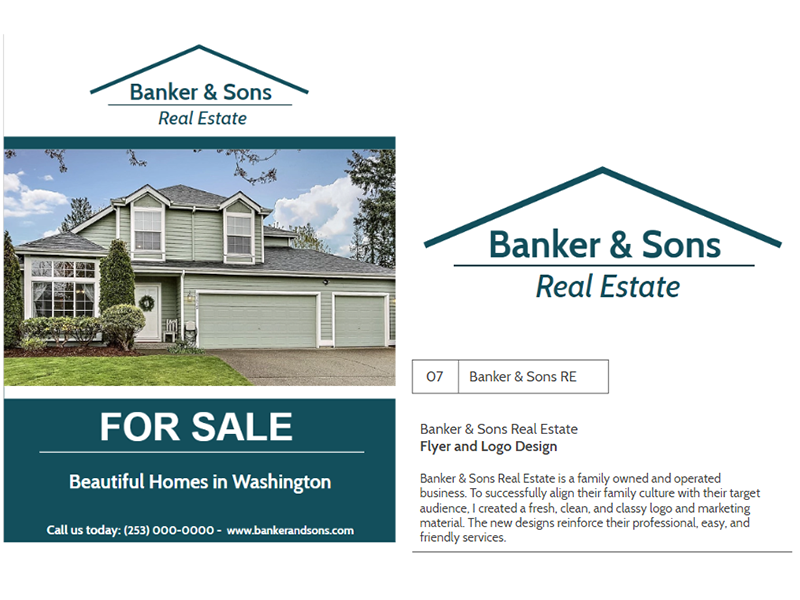 Banker & Sons
Real Estate
FOR SALE
Beautiful Homes in Washington
Call us today: (253) 000-0000 - www.bankerandsons.com
Banker & Sons
Real Estate
07 Banker & Sons RE
Banker & Sons Real Estate
Flyer and Logo Design
Banker & Sons Real Estate is a family owned and operated
business. To successfully align their family culture with their target
audience, I created a fresh, clean, and classy logo and marketing
material. The new designs reinforce their professional, easy, and
friendly services.